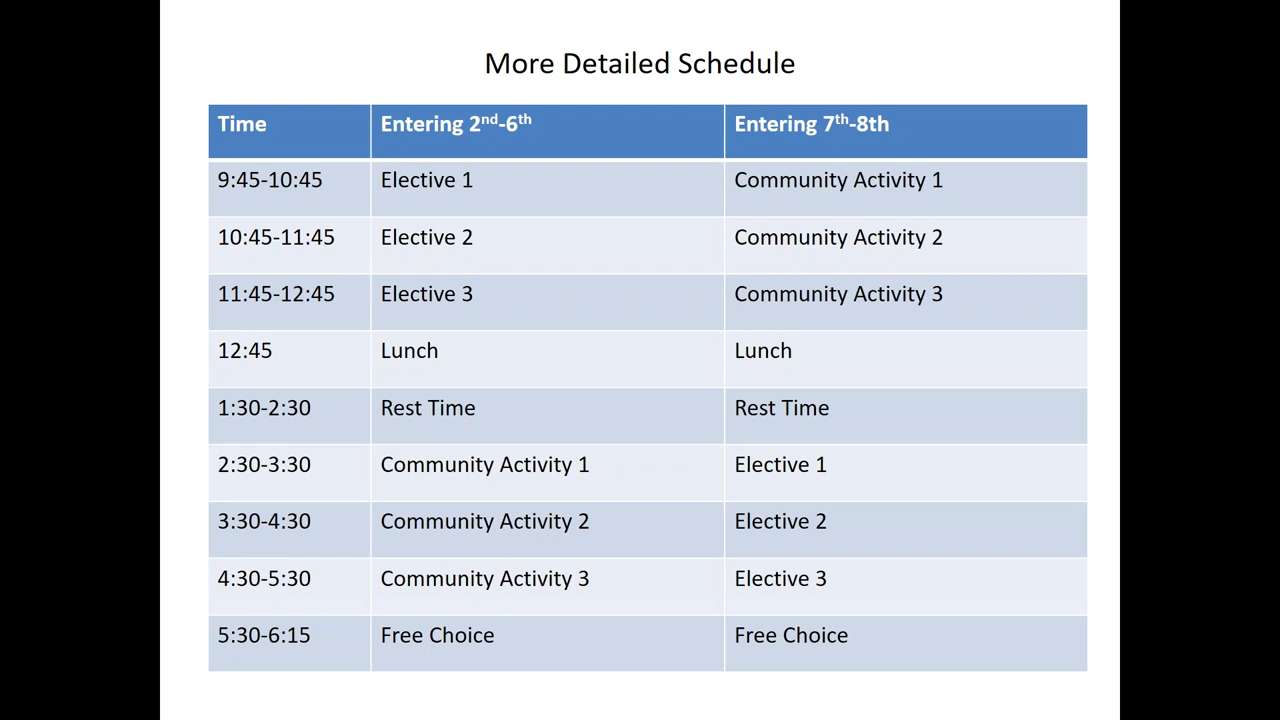 More Detailed Schedule
Time Entering 2nd-6th Entering 7th-8th
9:45-10:45 Elective 1 Community Activity 1
10:45-11:45 Elective 2 Community Activity 2
11:45-12:45 Elective 3 Community Activity 3
12:45 Lunch Lunch
1:30-2:30 Rest Time Rest Time
2:30-3:30 Community Activity 1 Elective 1
3:30-4:30 Community Activity 2 Elective 2
4:30-5:30 Community Activity 3 Elective 3
5:30-6:15 Free Choice Free Choice